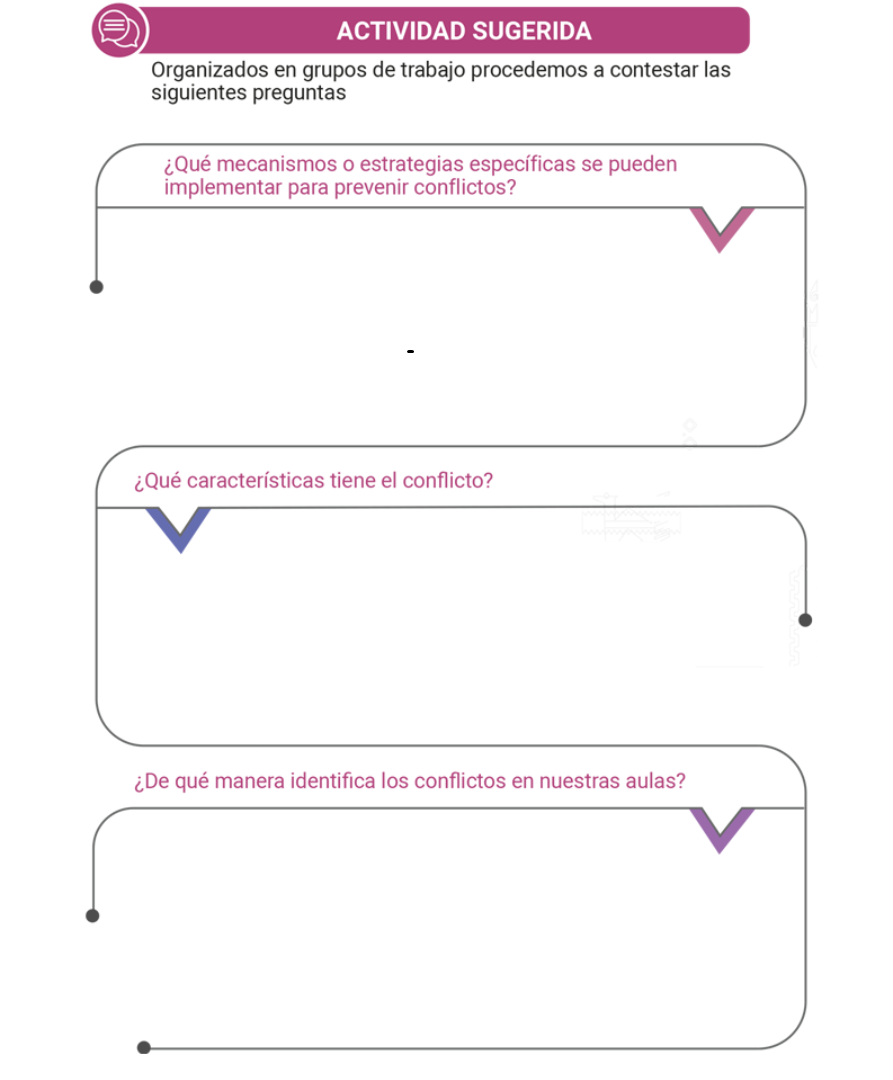 ACTIVIDAD SUGERIDA
Organizados en grupos de trabajo procedemos a contestar las
siguientes preguntas
¿Qué mecanismos o estrategias específicas se pueden
implementar para prevenir conflictos?
-
¿Qué características tiene el conflicto?
¿De qué manera identifica los conflictos en nuestras aulas?